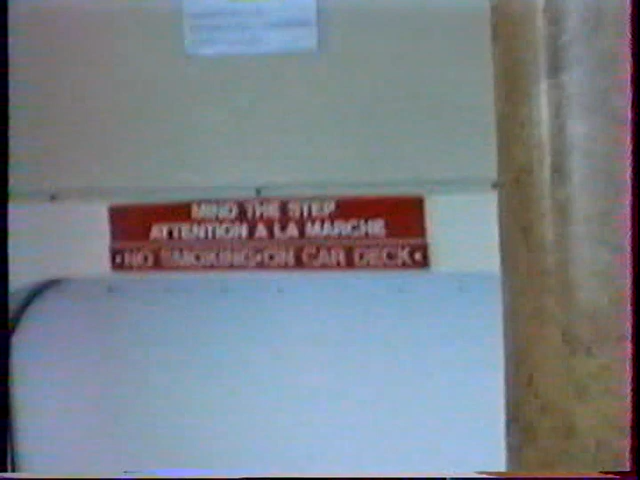 MIND THE STEP
ATTENTION A LA MARCHE
•NO SMOKING•ON CAR DECK•